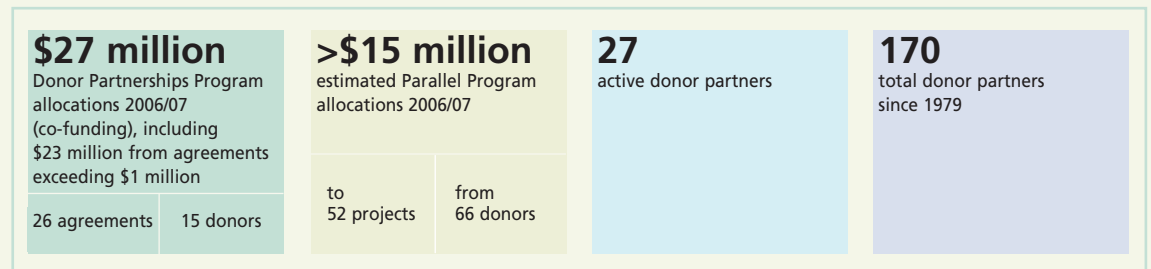 $27 million
Donor Partnerships Program
allocations 2006/07
(co-funding), including
$23 million from agreements
exceeding $1 million
26 agreements
15 donors
>$15 million
estimated Parallel Program
allocations 2006/07
to
52 projects
from
66 donors
27
active donor partners
170
total donor partners
since 1979